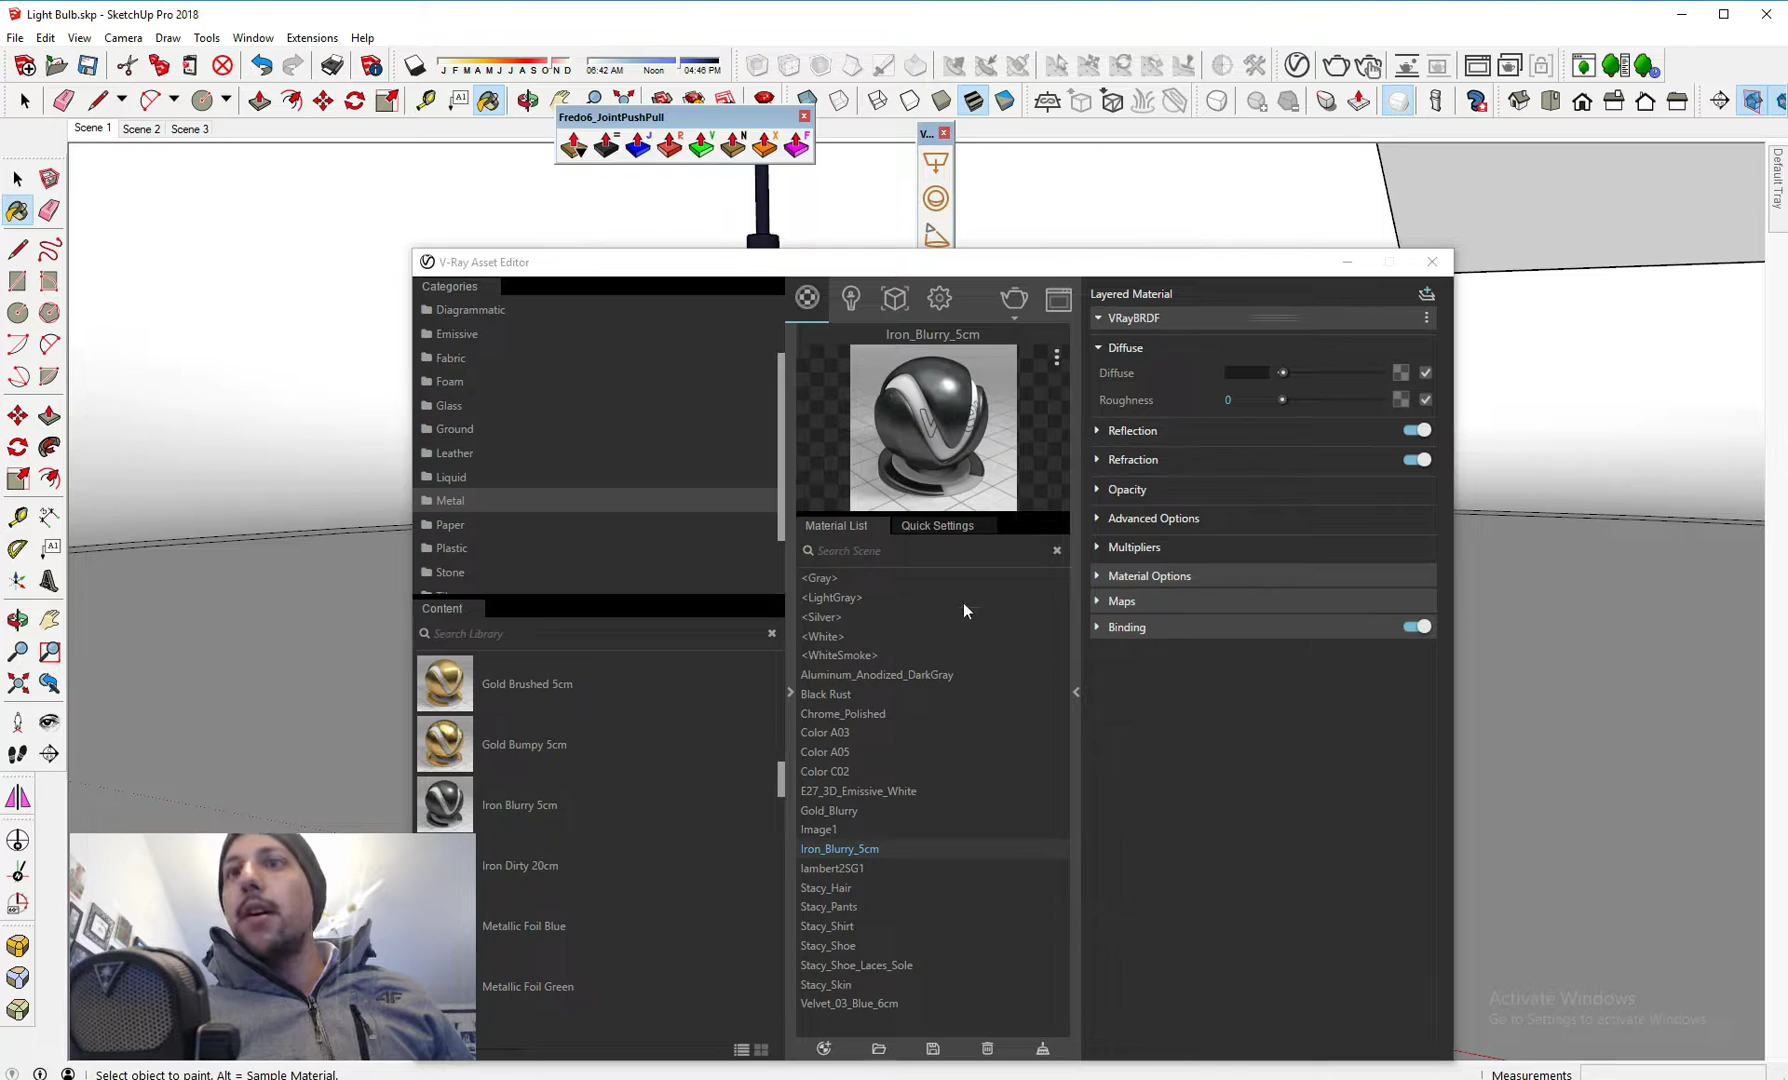 Light Bulb.skp - SketchUp Pro 2018
File Edit View Camera Draw Tools Window Extensions Help
J F M A M J J A S O N D 06:42 AM Noon 04:46 PM
Scene 1 Scene 2 Scene 3
Fredo6_JointPushPull
V...
Default Tray
V-Ray Asset Editor
Categories
Diagrammatic
Emissive
Fabric
Foam
Glass
Ground
Leather
Liquid
Metal
Paper
Plastic
Stone
Content
Search Library
Gold Brushed 5cm
Gold Bumpy 5cm
Iron Blurry 5cm
Iron Dirty 20cm
Metallic Foil Blue
Metallic Foil Green
Iron_Blurry_5cm
Material List Quick Settings
Search Scene
<Gray>
<LightGray>
<Silver>
<White>
<WhiteSmoke>
Aluminum_Anodized_DarkGray
Black Rust
Chrome_Polished
Color A03
Color A05
Color C02
E27_3D_Emissive_White
Gold_Blurry
Image1
Iron_Blurry_5cm
lambert2SG1
Stacy_Hair
Stacy_Pants
Stacy_Shirt
Stacy_Shoe
Stacy_Shoe_Laces_Sole
Stacy_Skin
Velvet_03_Blue_6cm
Layered Material
VRayBRDF
Diffuse
Diffuse
Roughness 0
Reflection
Refraction
Opacity
Advanced Options
Multipliers
Material Options
Maps
Binding
Activate Windows
Go to Settings to activate Windows.
Select object to paint. Alt = Sample Material.
Measurements